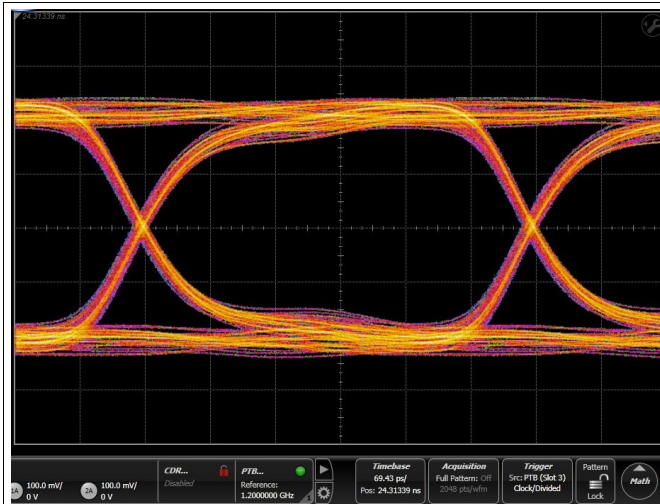 24.31339 ns
1A 100.0 mV/
0 V
2A 100.0 mV/
0 V
CDR...
Disabled
PTB...
Reference:
1.2000000 GHz
1
Timebase
69.43 ps/
Pos: 24.31339 ns
Acquisition
Full Pattern: Off
2048 pts/wfm
Trigger
Src: PTB (Slot 3)
Clock/Divided
Pattern
Lock
Math